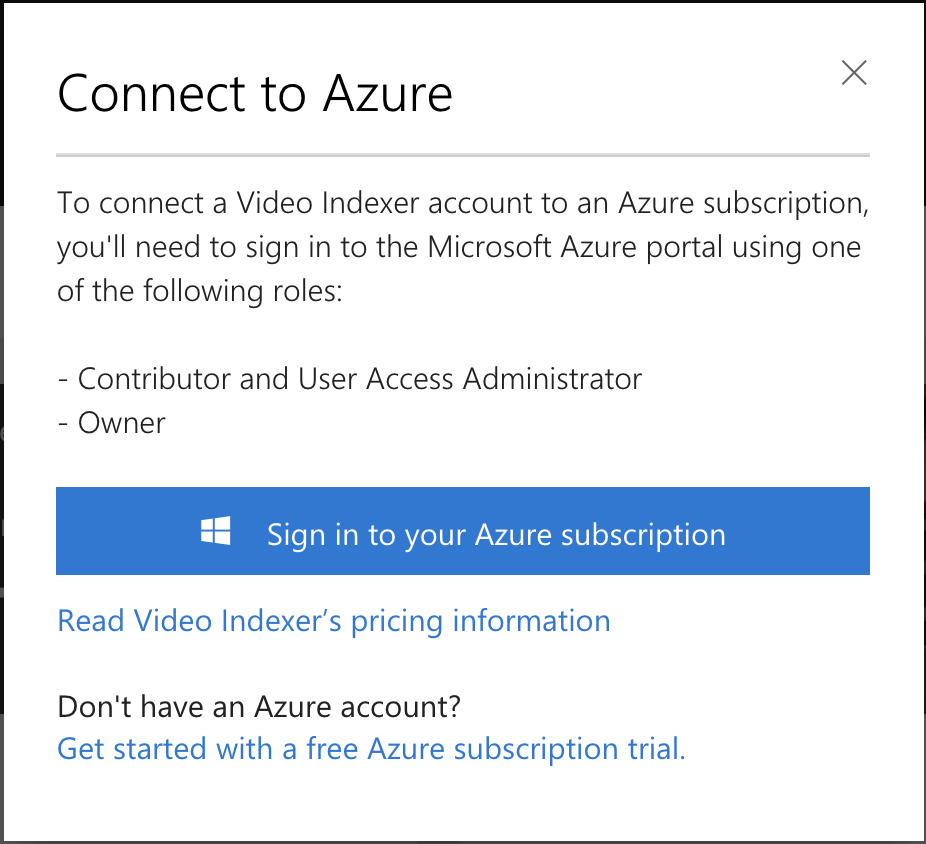 Connect to Azure
To connect a Video Indexer account to an Azure subscription,
you'll need to sign in to the Microsoft Azure portal using one
of the following roles:
- Contributor and User Access Administrator
- Owner
Sign in to your Azure subscription
Read Video Indexer’s pricing information
Don't have an Azure account?
Get started with a free Azure subscription trial.